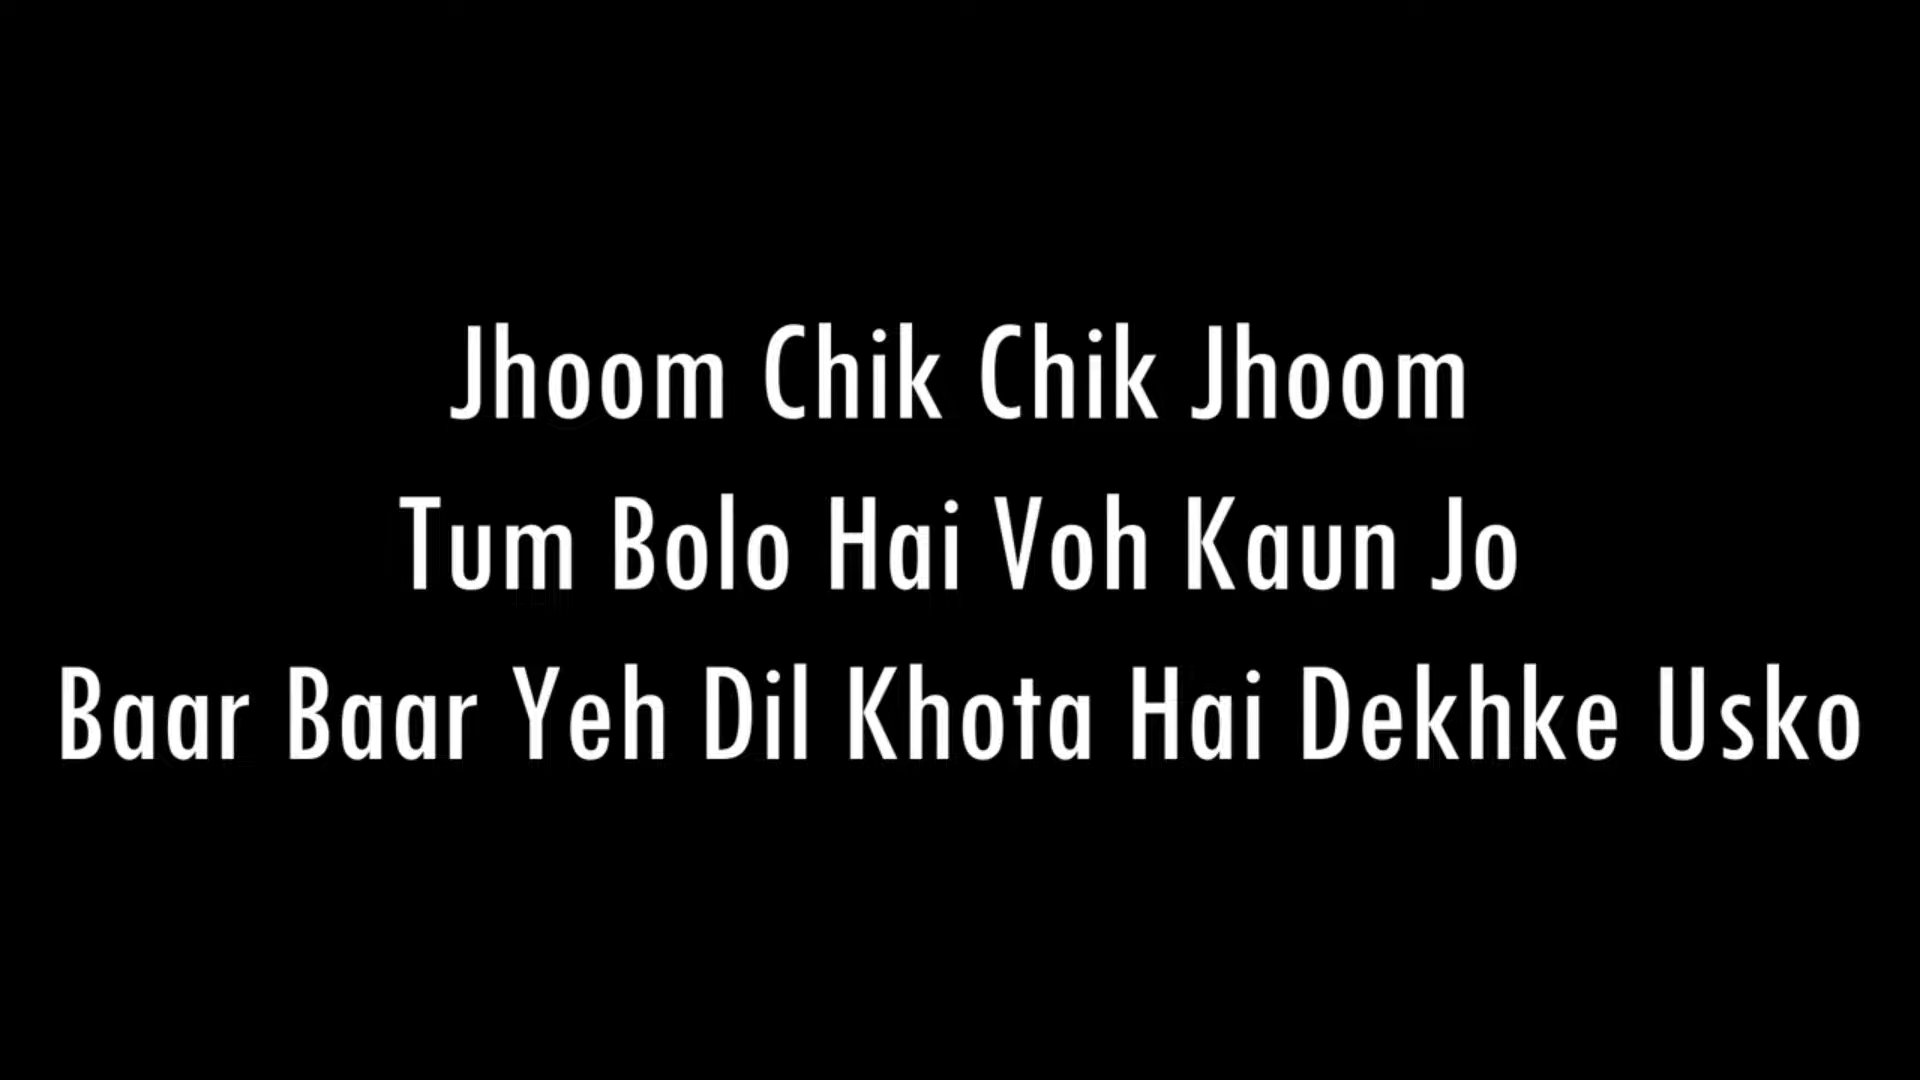 Jhoom Chik Chik Jhoom
Tum Bolo Hai Voh Kaun Jo
Baar Baar Yeh Dil Khota Hai Dekhke Usko